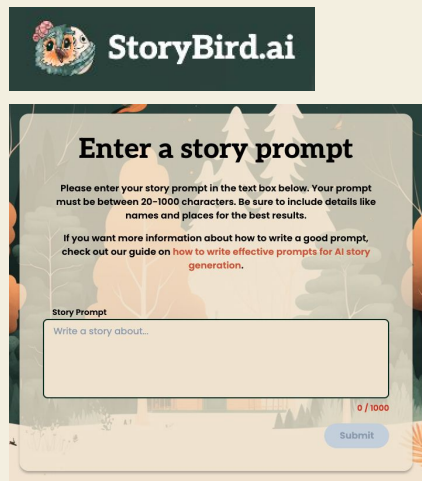 StoryBird.ai
Enter a story prompt
Please enter your story prompt in the text box below. Your prompt
must be between 20-1000 characters. Be sure to include details like
names and places for the best results.
If you want more information about how to write a good prompt,
check out our guide on how to write effective prompts for AI story
generation.
Story Prompt
Write a story about...
0 / 1000
Submit